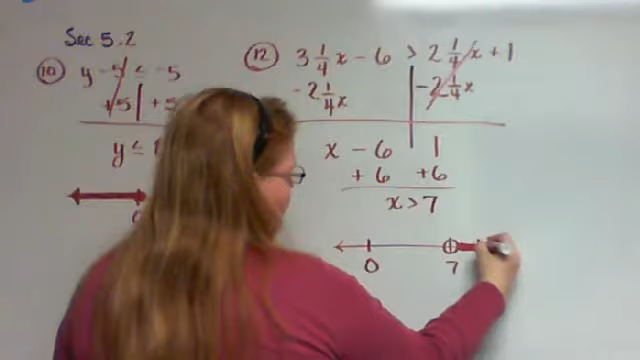 Sec 5.2
10 y - 5 ≤ -5
+5 | +5
y ≤
12 3 1/4 x - 6 > 2 1/4 x + 1
- 2 1/4 x | - 2 1/4 x
x - 6 1
+ 6 +6
x > 7
0 7